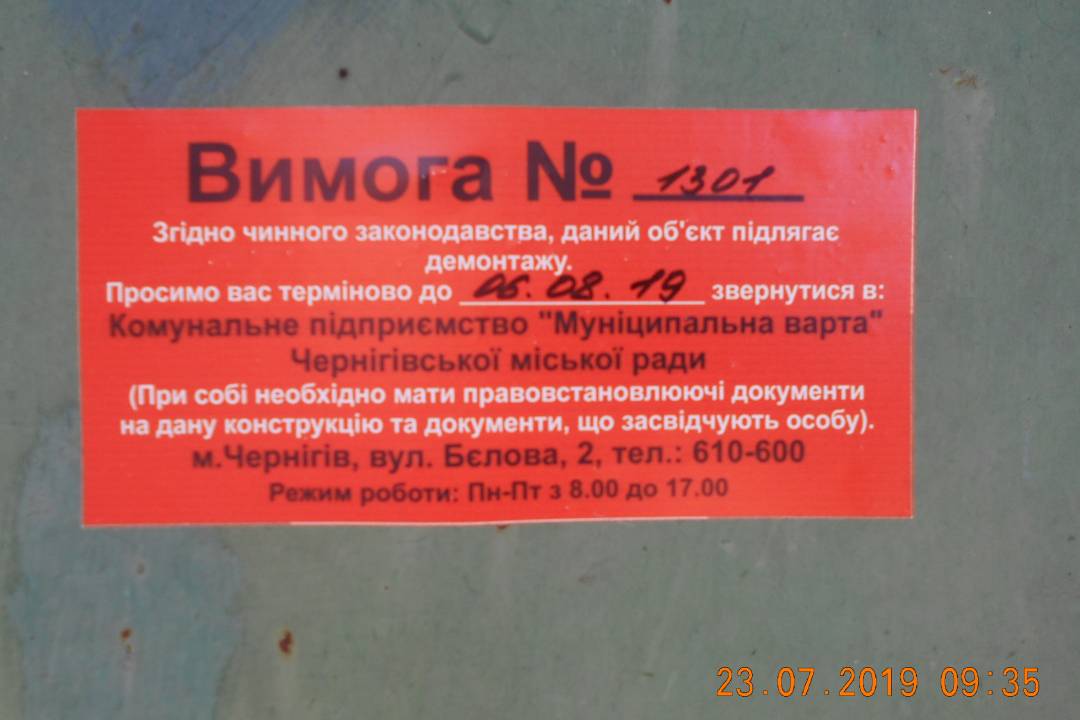 Вимога № 1301
Згідно чинного законодавства, даний об'єкт підлягає
демонтажу.
Просимо вас терміново до 06.08.19 звернутися в:
Комунальне підприємство "Муніципальна варта"
Чернігівської міської ради
(При собі необхідно мати правовстановлюючі документи
на дану конструкцію та документи, що засвідчують особу).
м.Чернігів, вул. Бєлова, 2, тел.: 610-600
Режим роботи: Пн-Пт з 8.00 до 17.00
23.07.2019 09:35